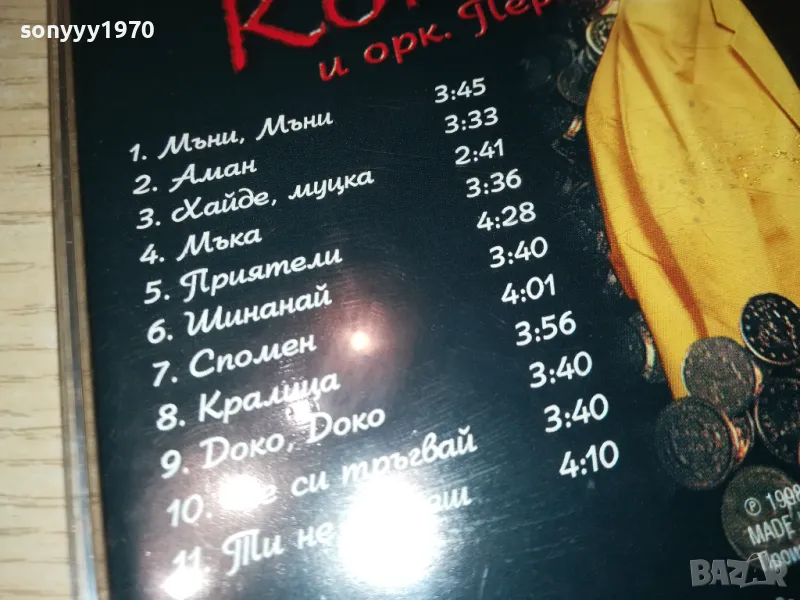 sonyyy1970
и орк.
1. Мъни, Мъни 3:45
2. Аман 3:33
3. Хайде, муцка 2:41
4. Мъка 3:36
5. Приятели 4:28
6. Шинанай 3:40
7. Спомен 4:01
8. Кралица 3:56
9. Доко, Доко 3:40
10. си тръгвай 3:40
11. Ти не 4:10
MADE
BAZAR